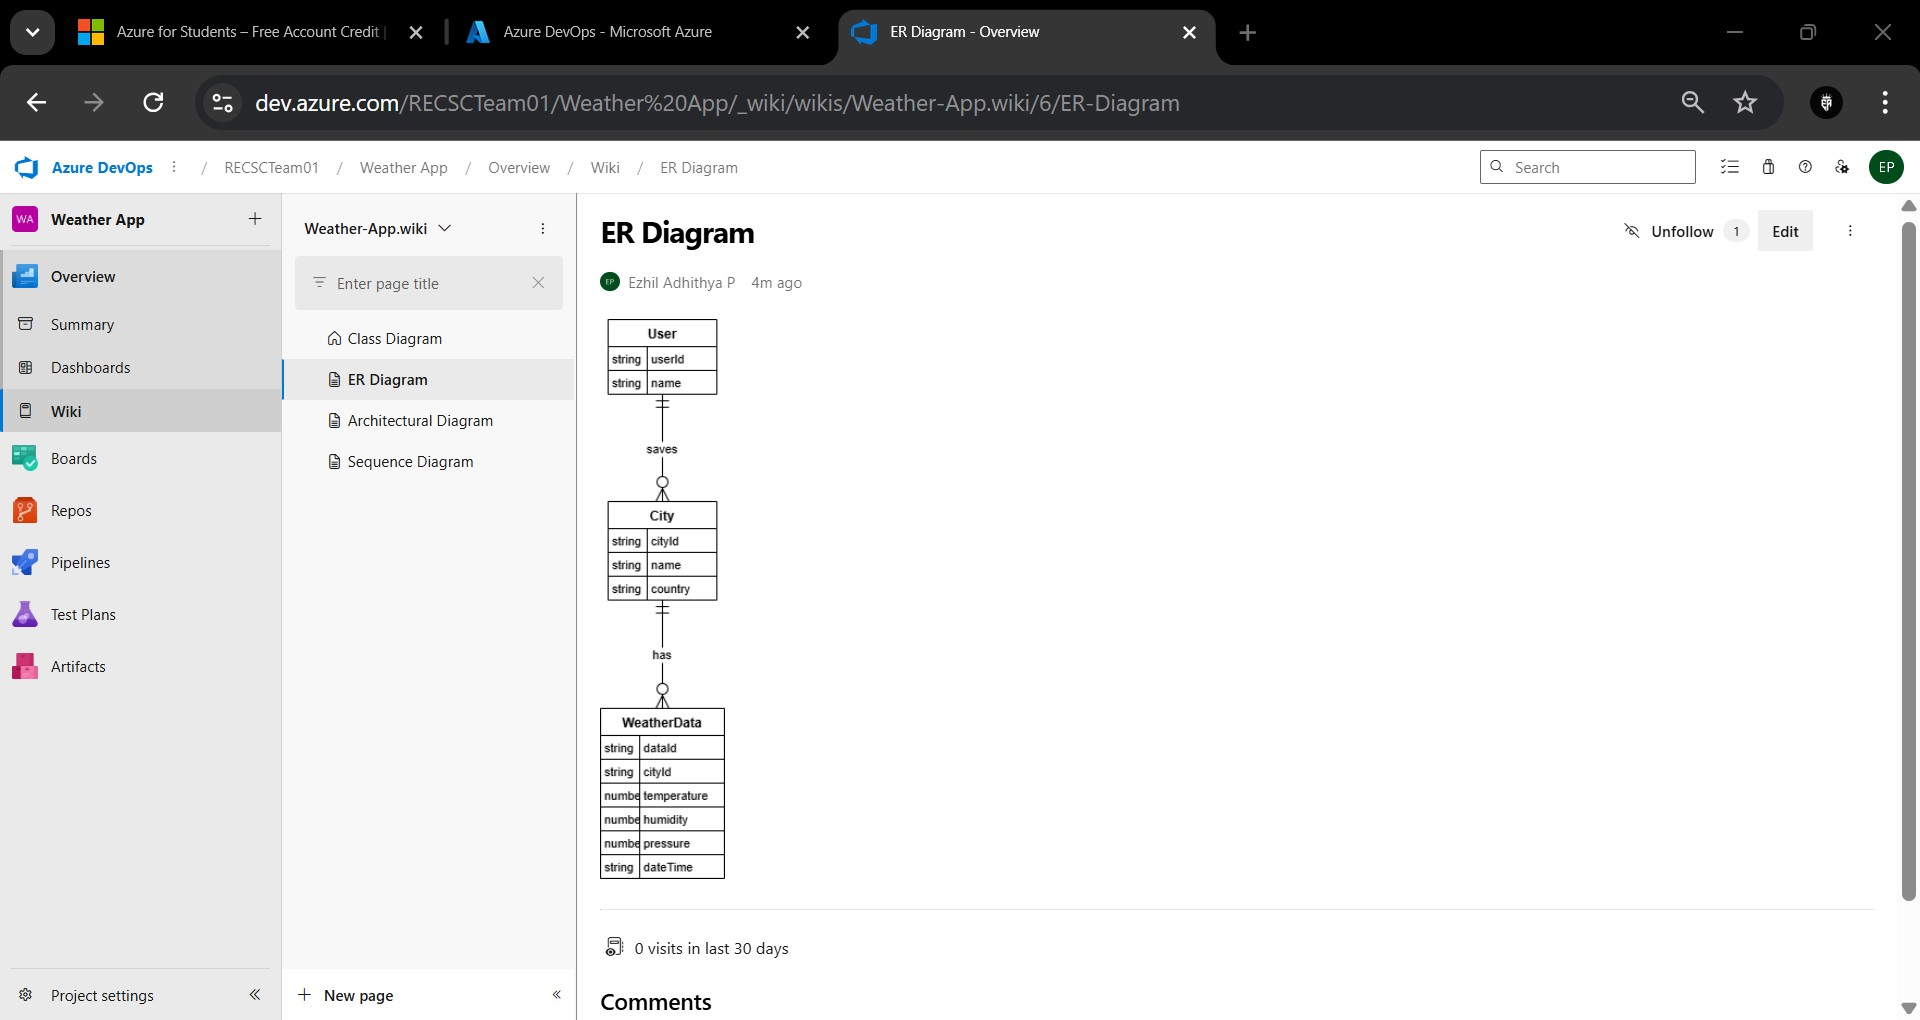 Azure for Students – Free Account Credit
Azure DevOps - Microsoft Azure
ER Diagram - Overview
dev.azure.com/RECSCTeam01/Weather%20App/_wiki/wikis/Weather-App.wiki/6/ER-Diagram
Azure DevOps / RECSCTeam01 / Weather App / Overview / Wiki / ER Diagram
Search
EP
WA Weather App
Overview
Summary
Dashboards
Wiki
Boards
Repos
Pipelines
Test Plans
Artifacts
Project settings
Weather-App.wiki
Enter page title
Class Diagram
ER Diagram
Architectural Diagram
Sequence Diagram
New page
ER Diagram
Unfollow 1
Edit
EP Ezhil Adhithya P 4m ago
User
string userId
string name
saves
City
string cityId
string name
string country
has
WeatherData
string dataId
string cityId
numbe temperature
numbe humidity
numbe pressure
string dateTime
0 visits in last 30 days
Comments